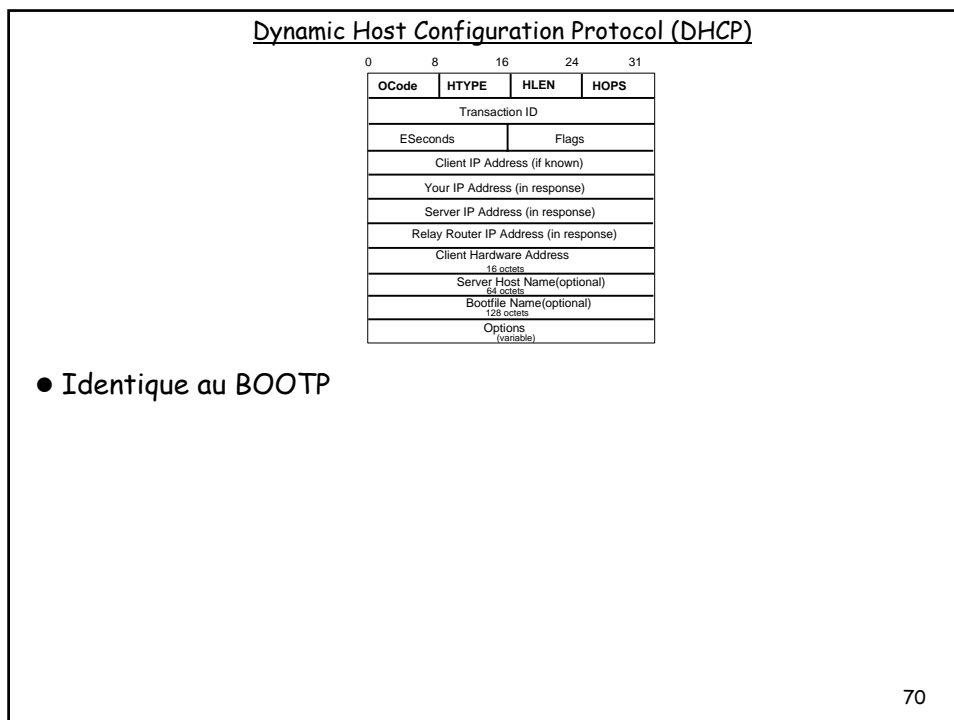 Dynamic Host Configuration Protocol (DHCP)
0 8 16 24 31
OCode HTYPE HLEN HOPS
Transaction ID
ESeconds Flags
Client IP Address (if known)
Your IP Address (in response)
Server IP Address (in response)
Relay Router IP Address (in response)
Client Hardware Address
16 octets
Server Host Name(optional)
64 octets
Bootfile Name(optional)
128 octets
Options
(variable)
● Identique au BOOTP
70